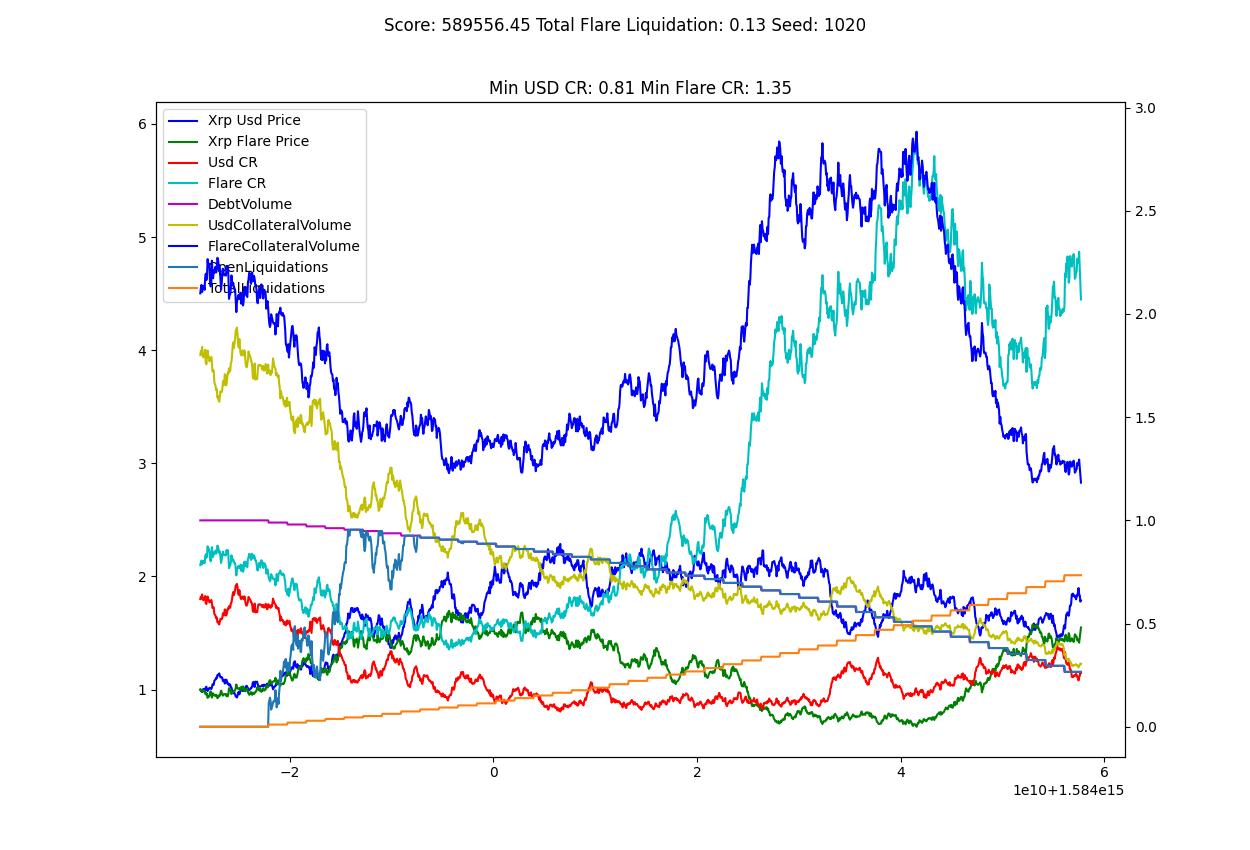 Score: 589556.45 Total Flare Liquidation: 0.13 Seed: 1020
Min USD CR: 0.81 Min Flare CR: 1.35
Xrp Usd Price
Xrp Flare Price
Usd CR
Flare CR
DebtVolume
UsdCollateralVolume
FlareCollateralVolume
OpenLiquidations
TotalLiquidations
6
5
4
3
2
1
3.0
2.5
2.0
1.5
1.0
0.5
0.0
−2
0
2
4
6
1e10+1.584e15